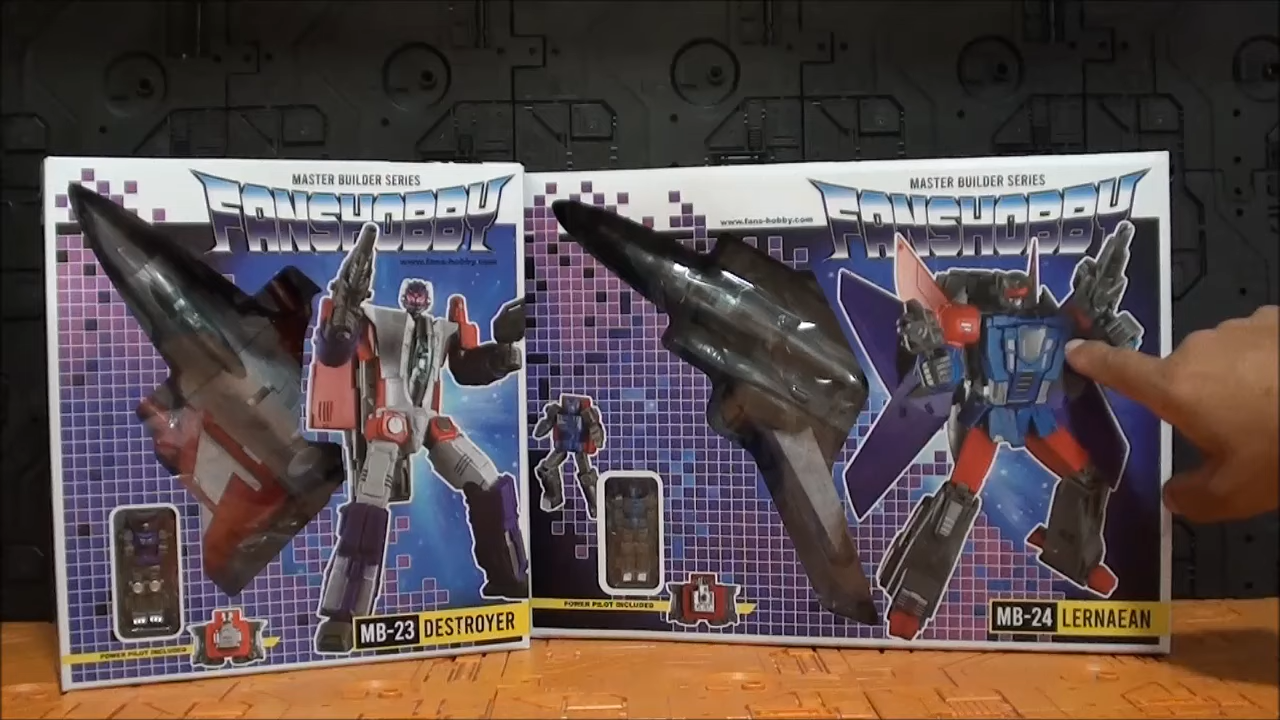 MASTER BUILDER SERIES
FANSHOBBY
www.fans-hobby.com
POWER PILOT INCLUDED
MB-23 DESTROYER
MASTER BUILDER SERIES
www.fans-hobby.com
FANSHOBBY
POWER PILOT INCLUDED
MB-24 LERNAEAN